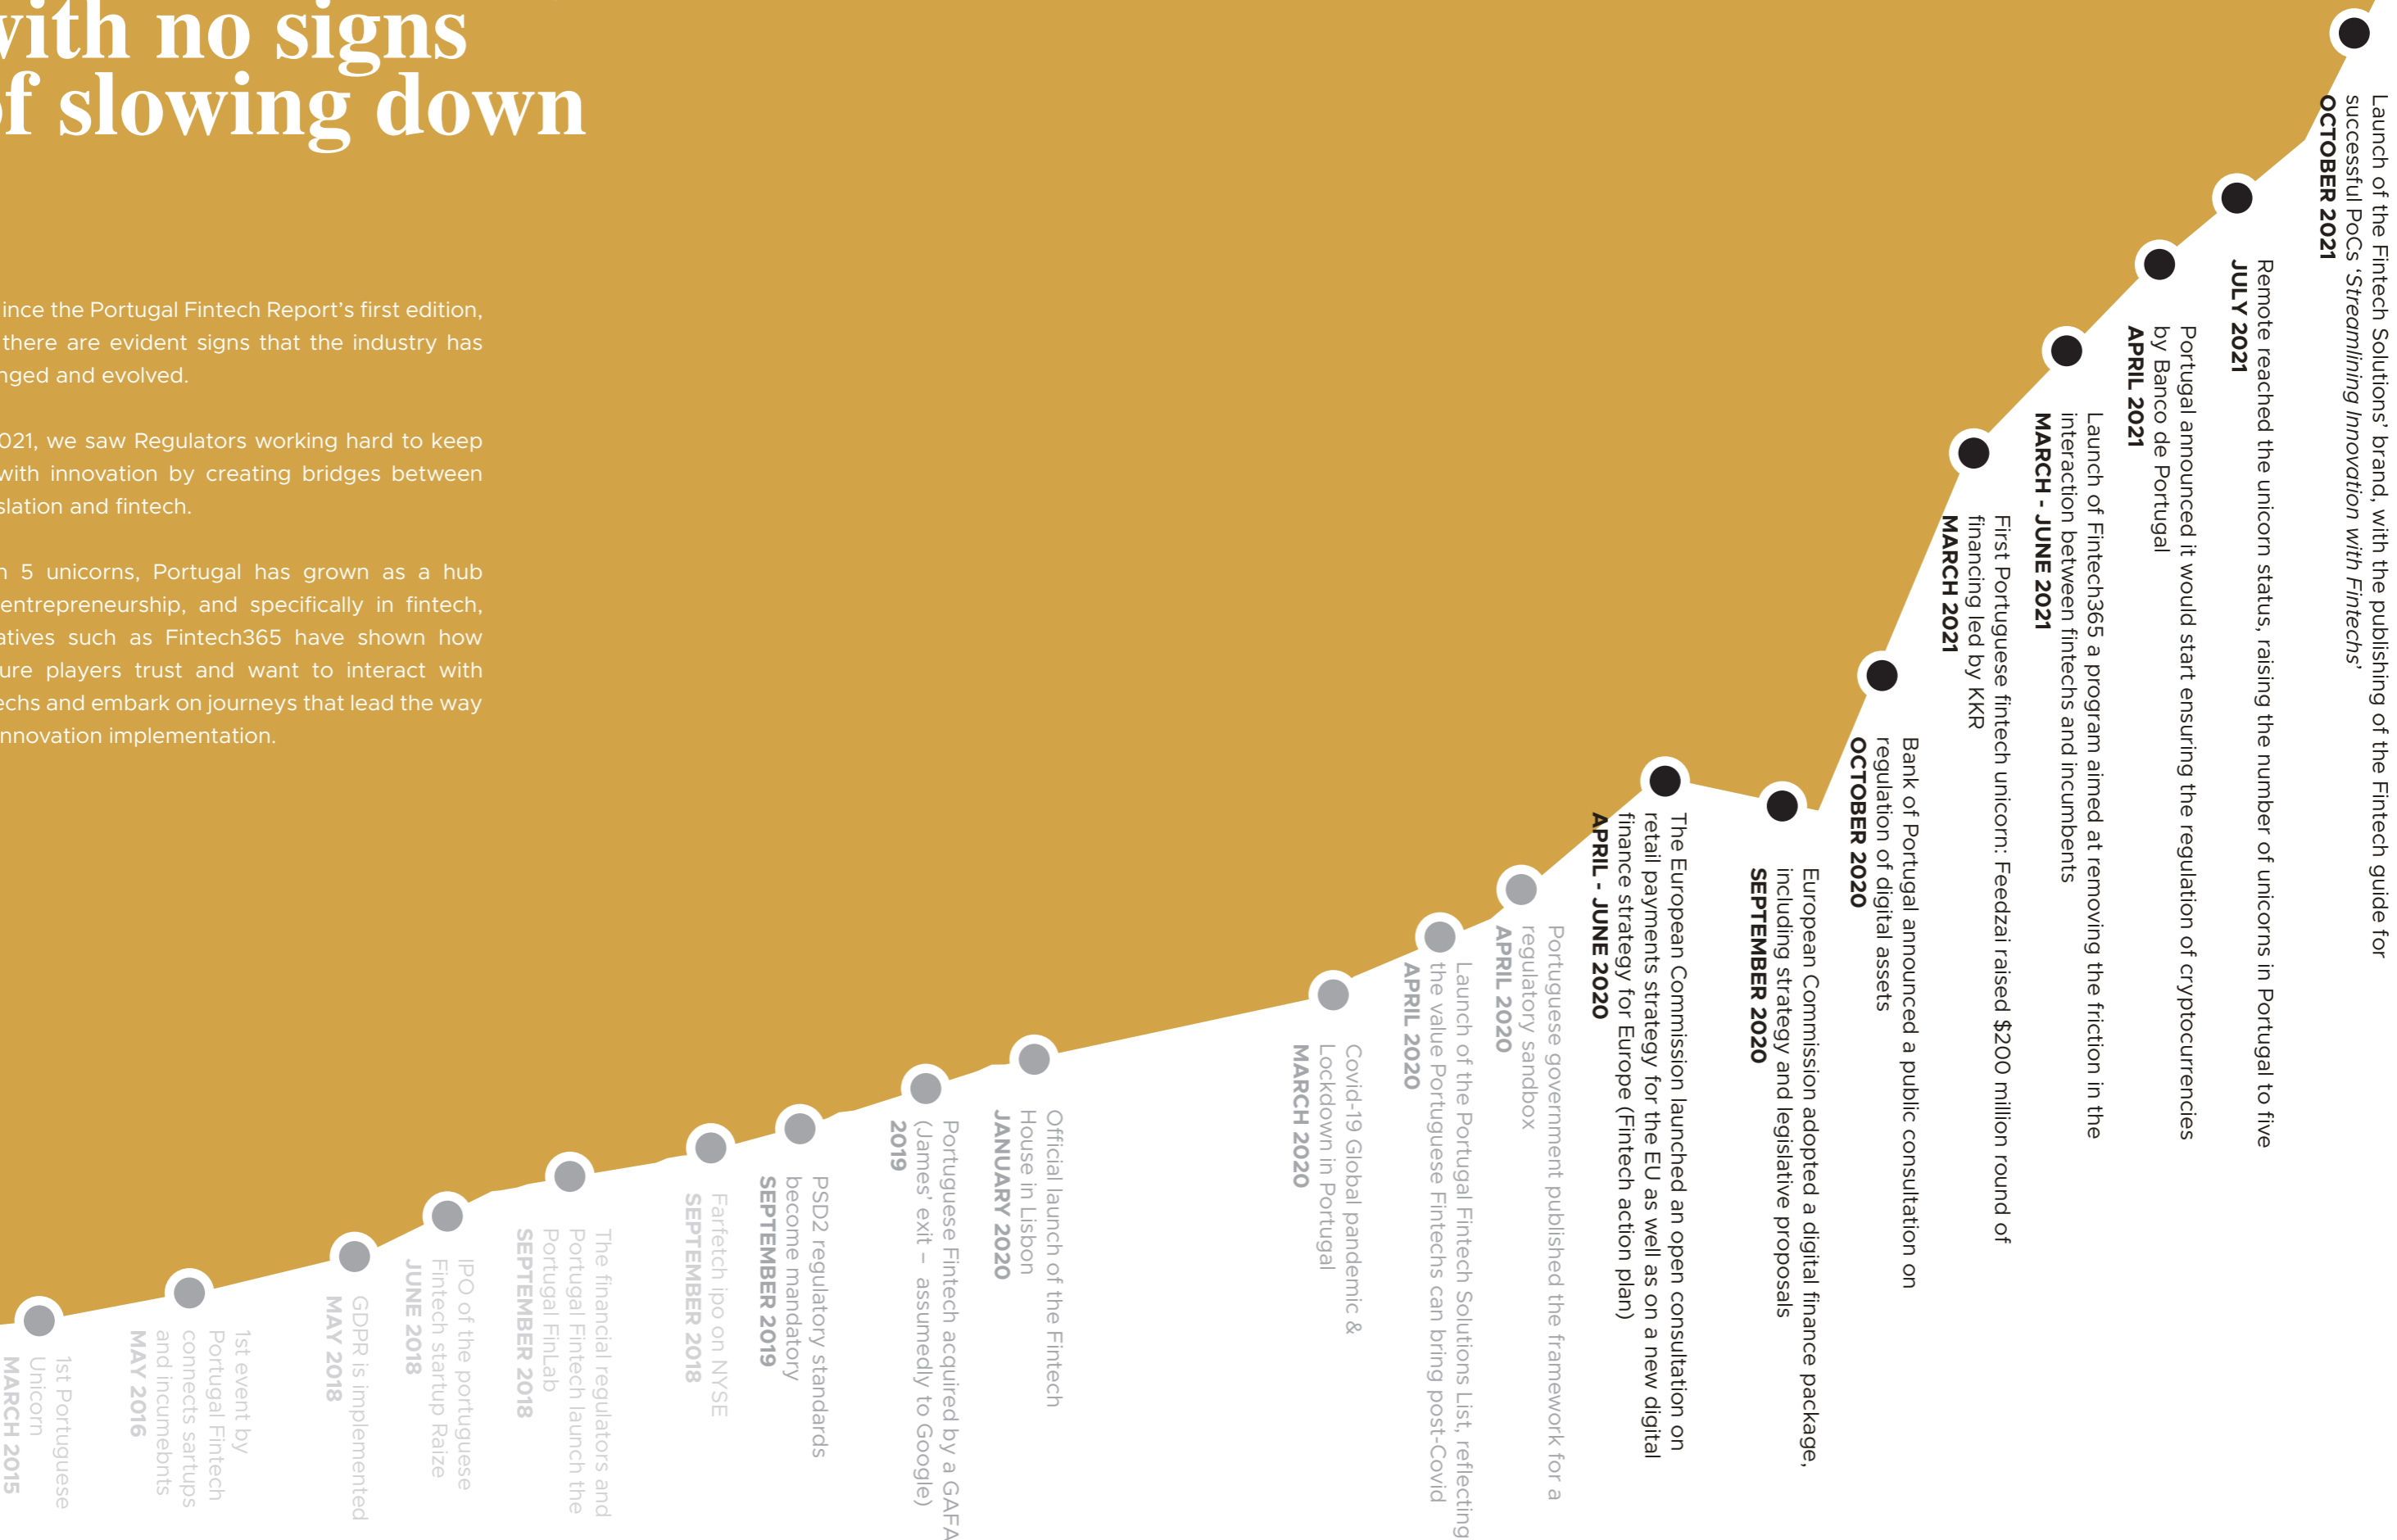 with no signs
of slowing down
ince the Portugal Fintech Report's first edition,
there are evident signs that the industry has
nged and evolved.
021, we saw Regulators working hard to keep
with innovation by creating bridges between
slation and fintech.
n 5 unicorns, Portugal has grown as a hub
entrepreneurship, and specifically in fintech,
atives such as Fintech365 have shown how
ure players trust and want to interact with
echs and embark on journeys that lead the way
nnovation implementation.
1st Portuguese
Unicorn
MARCH 2015
1st event by
Portugal Fintech
connects sartups
and incumebnts
MAY 2016
GDPR is implemented
MAY 2018
IPO of the portuguese
Fintech startup Raize
JUNE 2018
The financial regulators and
Portugal Fintech launch the
Portugal FinLab
SEPTEMBER 2018
Farfetch ipo on NYSE
SEPTEMBER 2018
PSD2 regulatory standards
become mandatory
SEPTEMBER 2019
Portuguese Fintech acquired by a GAFA
(James' exit – assumedly to Google)
2019
Official launch of the Fintech
House in Lisbon
JANUARY 2020
Covid-19 Global pandemic &
Lockdown in Portugal
MARCH 2020
Launch of the Portugal Fintech Solutions List, reflecting
the value Portuguese Fintechs can bring post-Covid
APRIL 2020
Portuguese government published the framework for a
regulatory sandbox
APRIL 2020
The European Commission launched an open consultation on
retail payments strategy for the EU as well as on a new digital
finance strategy for Europe (Fintech action plan)
APRIL - JUNE 2020
European Commission adopted a digital finance package,
including strategy and legislative proposals
SEPTEMBER 2020
Bank of Portugal announced a public consultation on
regulation of digital assets
OCTOBER 2020
First Portuguese fintech unicorn: Feedzai raised $200 million round of
financing led by KKR
MARCH 2021
Launch of Fintech365 a program aimed at removing the friction in the
interaction between fintechs and incumbents
MARCH - JUNE 2021
Portugal announced it would start ensuring the regulation of cryptocurrencies
by Banco de Portugal
APRIL 2021
Remote reached the unicorn status, raising the number of unicorns in Portugal to five
JULY 2021
Launch of the Fintech Solutions' brand, with the publishing of the Fintech guide for
successful PoCs 'Streamlining Innovation with Fintechs'
OCTOBER 2021